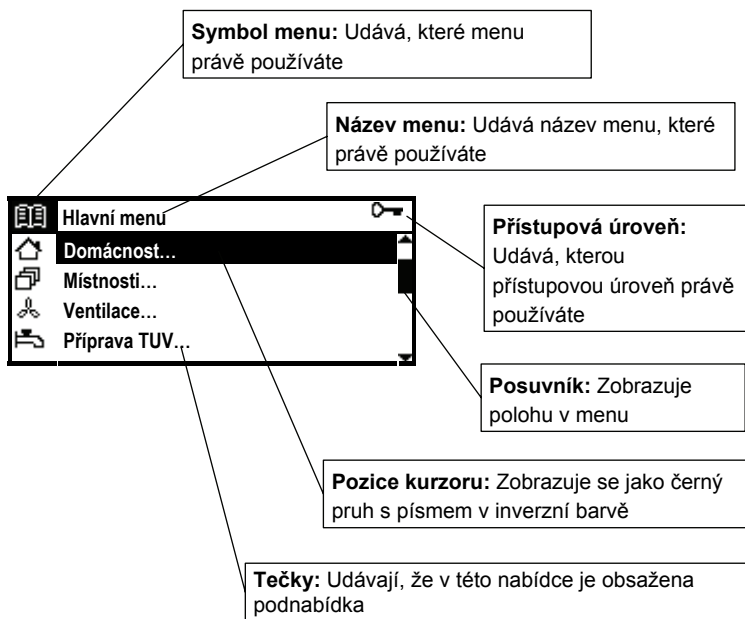 Symbol menu: Udává, které menu
právě používáte
Název menu: Udává název menu, které
právě používáte
Hlavní menu
Domácnost...
Místnosti...
Ventilace...
Příprava TUV...
Přístupová úroveň:
Udává, kterou
přístupovou úroveň právě
používáte
Posuvník: Zobrazuje
polohu v menu
Pozice kurzoru: Zobrazuje se jako černý
pruh s písmem v inverzní barvě
Tečky: Udávají, že v této nabídce je obsažena
podnabídka